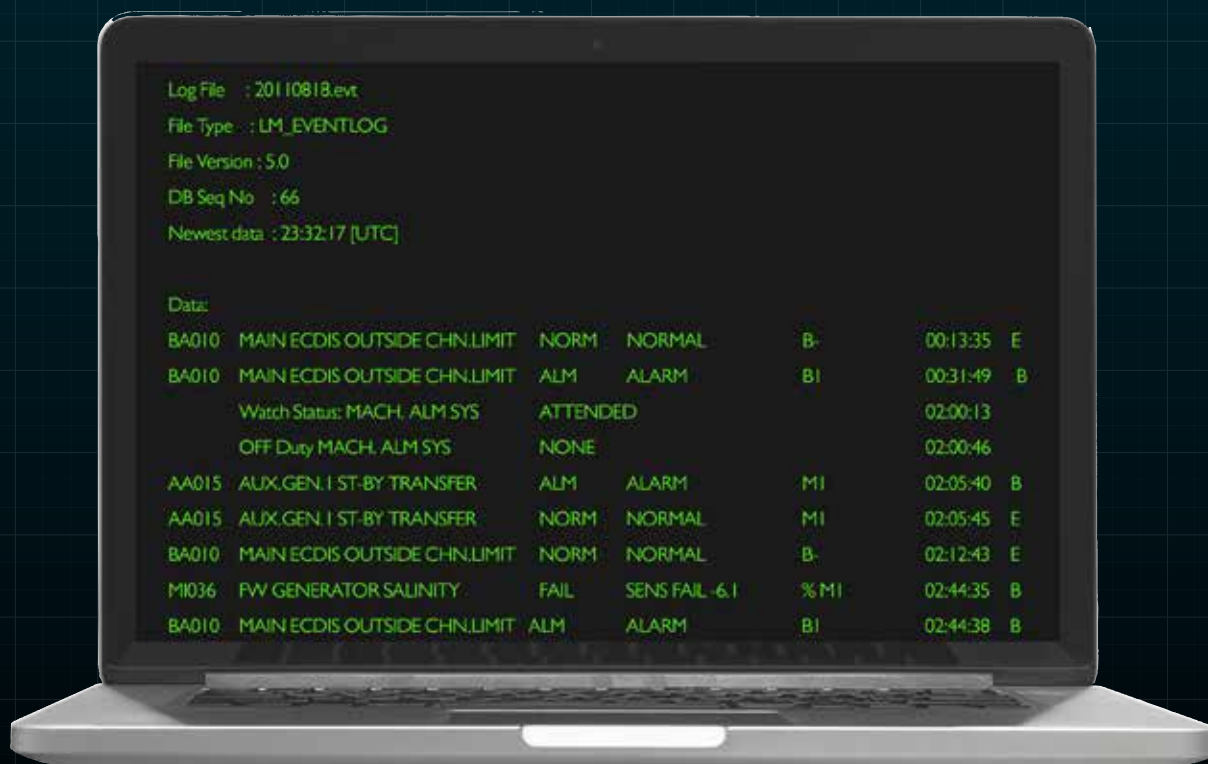 Log File : 20110818.evt
File Type : LM_EVENTLOG
File Version : 5.0
DB Seq No : 66
Newest data : 23:32:17 [UTC]
Data:
BA010 MAIN ECDIS OUTSIDE CHN.LIMIT NORM NORMAL B- 00:13:35 E
BA010 MAIN ECDIS OUTSIDE CHN.LIMIT ALM ALARM B1 00:31:49 B
Watch Status: MACH. ALM SYS ATTENDED 02:00:13
OFF Duty MACH. ALM SYS NONE 02:00:46
AA015 AUX.GEN.1 ST-BY TRANSFER ALM ALARM M1 02:05:40 B
AA015 AUX.GEN.1 ST-BY TRANSFER NORM NORMAL M1 02:05:45 E
BA010 MAIN ECDIS OUTSIDE CHN.LIMIT NORM NORMAL B- 02:12:43 E
MI036 FW GENERATOR SALINITY FAIL SENS FAIL -6.1 % M1 02:44:35 B
BA010 MAIN ECDIS OUTSIDE CHN.LIMIT ALM ALARM B1 02:44:38 B